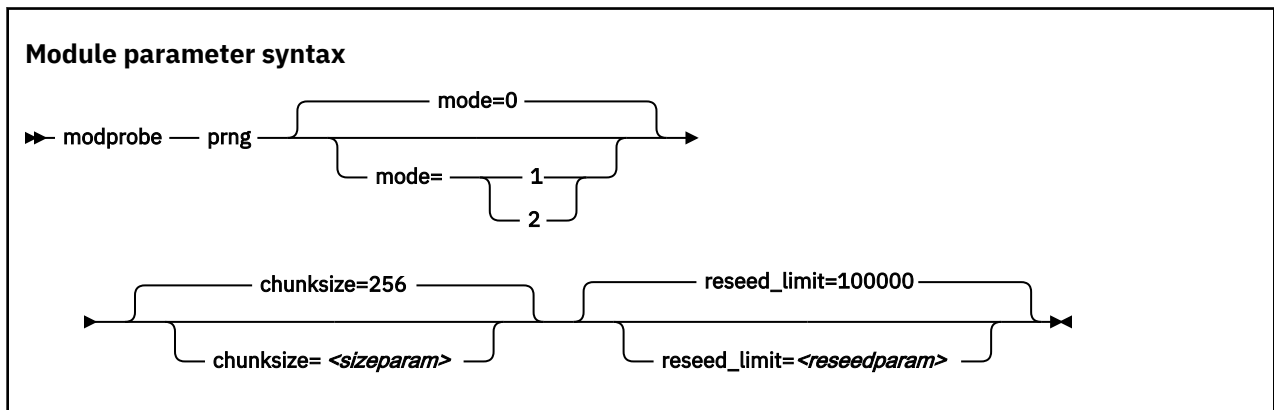 Module parameter syntax
mode=0
modprobe prng
mode= 1
2
chunksize=256 reseed_limit=100000
chunksize= <sizeparam> reseed_limit=<reseedparam>